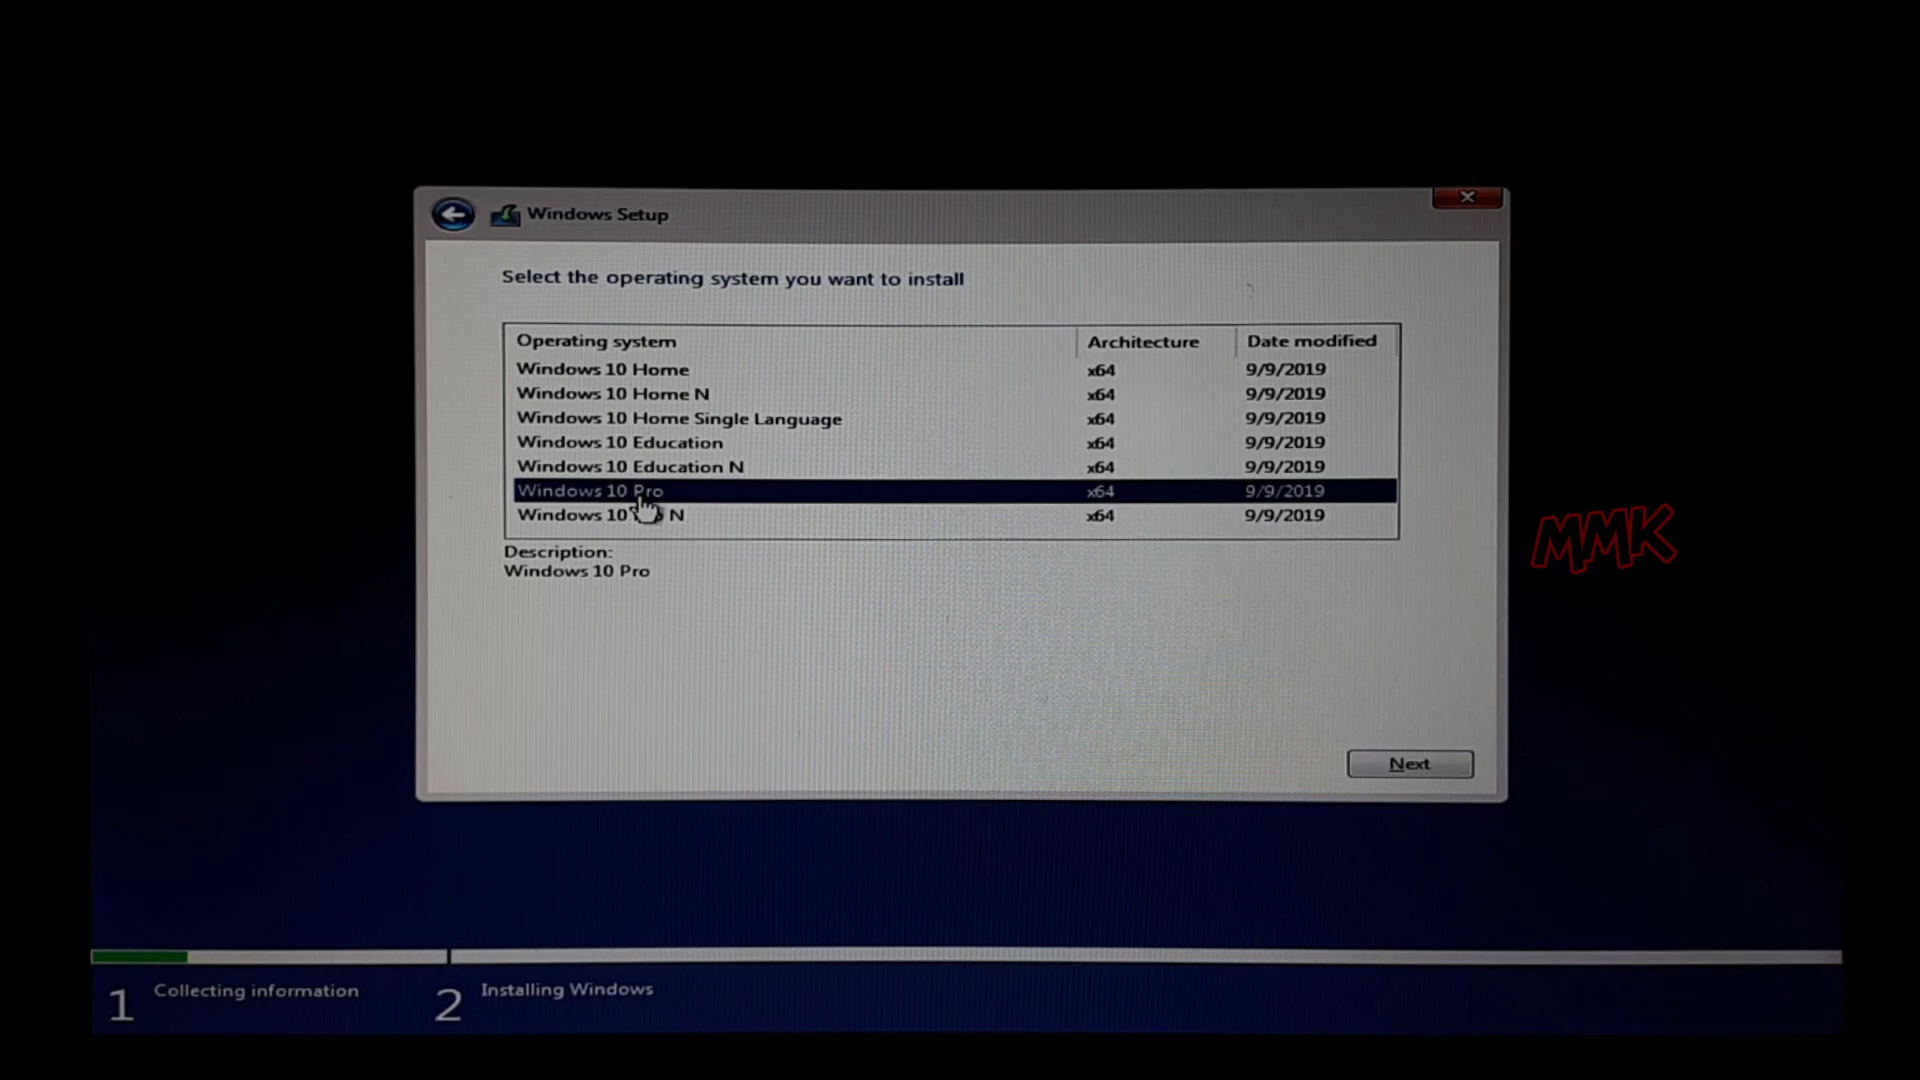 Windows Setup
Select the operating system you want to install
Operating system Architecture Date modified
Windows 10 Home x64 9/9/2019
Windows 10 Home N x64 9/9/2019
Windows 10 Home Single Language x64 9/9/2019
Windows 10 Education x64 9/9/2019
Windows 10 Education N x64 9/9/2019
Windows 10 Pro x64 9/9/2019
Windows 10 N x64 9/9/2019
Description:
Windows 10 Pro
MMK
Next
1 Collecting information 2 Installing Windows